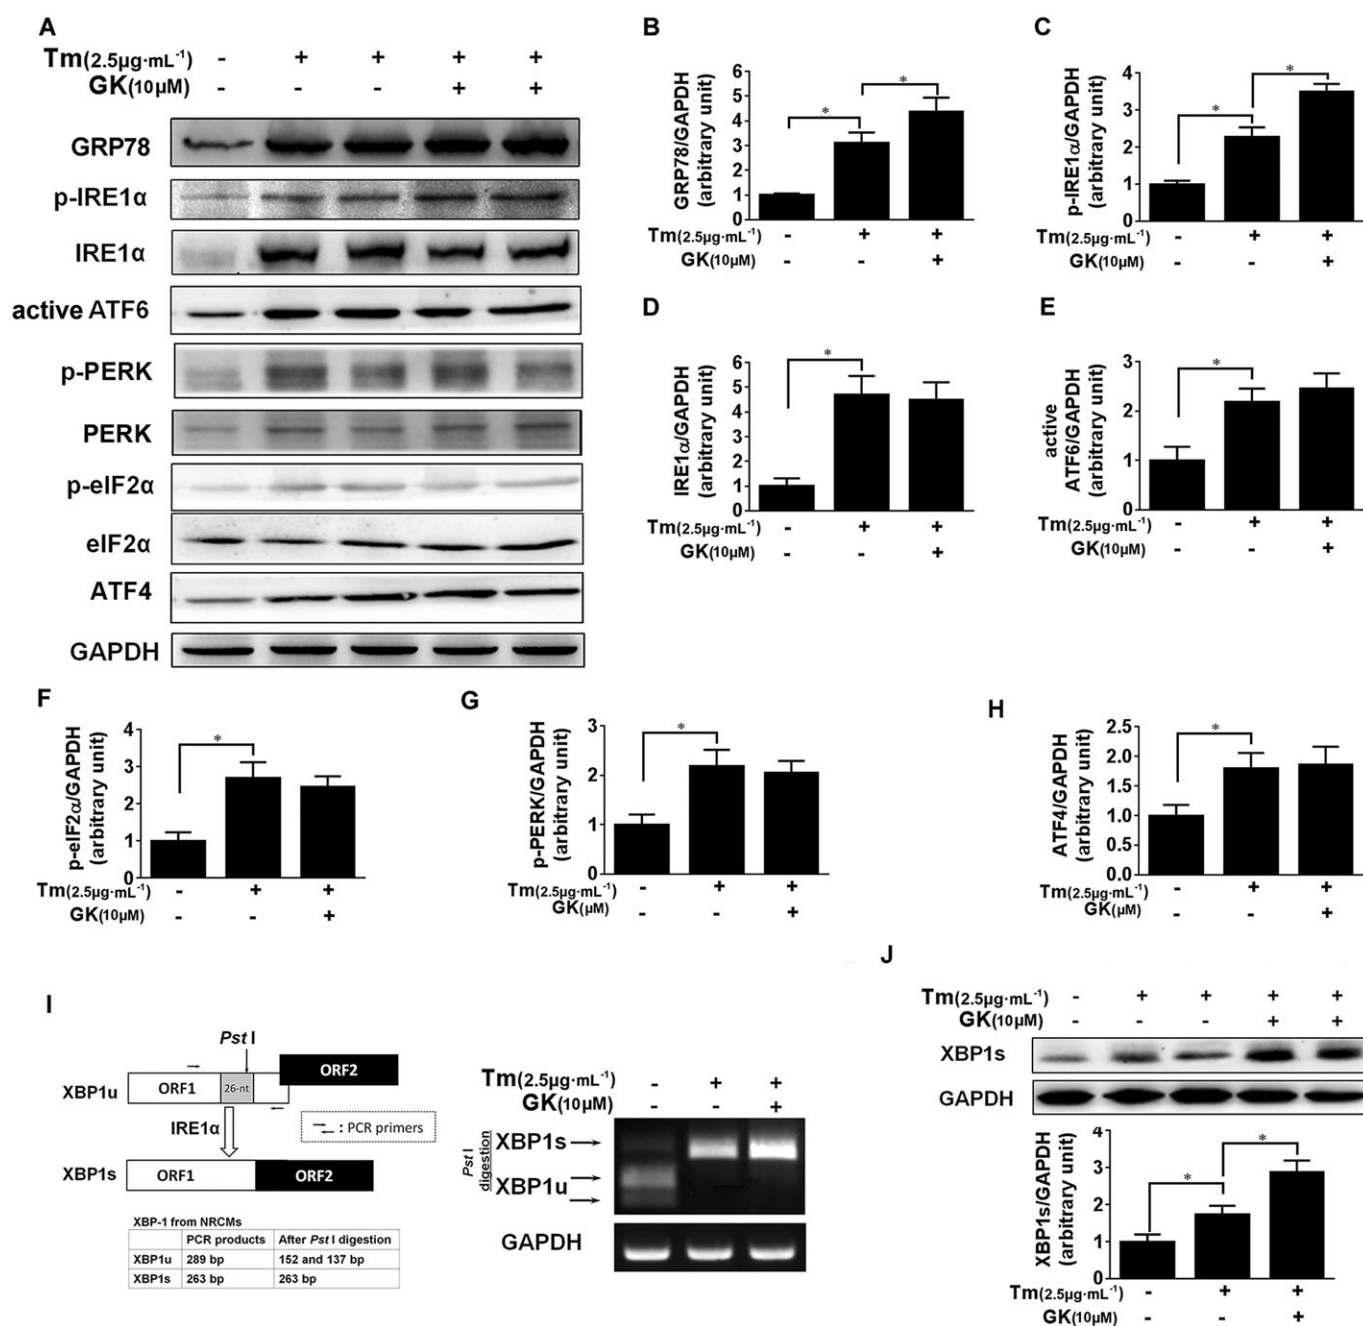 A
Tm(2.5μg·mL⁻¹) - + + + +
GK(10μM) - - - + +
GRP78
p-IRE1α
IRE1α
active ATF6
p-PERK
PERK
p-eIF2α
eIF2α
ATF4
GAPDH
B
GRP78/GAPDH
(arbitrary unit)
6
5
4
3
2
1
0
*
*
Tm(2.5μg·mL⁻¹) - + +
GK(10μM) - - +
C
p-IRE1α/GAPDH
(arbitrary unit)
4
3
2
1
0
*
*
Tm(2.5μg·mL⁻¹) - + +
GK(10μM) - - +
D
IRE1α/GAPDH
(arbitrary unit)
6
5
4
3
2
1
0
*
Tm(2.5μg·mL⁻¹) - + +
GK(10μM) - - +
E
active
ATF6/GAPDH
(arbitrary unit)
3
2
1
0
*
Tm(2.5μg·mL⁻¹) - + +
GK(10μM) - - +
F
p-eIF2α/GAPDH
(arbitrary unit)
4
3
2
1
0
*
Tm(2.5μg·mL⁻¹) - + +
GK(10μM) - - +
G
p-PERK/GAPDH
(arbitrary unit)
3
2
1
0
*
Tm(2.5μg·mL⁻¹) - + +
GK(μM) - - +
H
ATF4/GAPDH
(arbitrary unit)
2.5
2.0
1.5
1.0
0.5
0.0
*
Tm(2.5μg·mL⁻¹) - + +
GK(μM) - - +
I
Pst I
XBP1u ORF1 26-nt ORF2
IRE1α
: PCR primers
XBP1s ORF1 ORF2
XBP-1 from NRCMs
PCR products After Pst I digestion
XBP1u 289 bp 152 and 137 bp
XBP1s 263 bp 263 bp
Tm(2.5μg·mL⁻¹) - + +
GK(10μM) - - +
Pst I
digestion
XBP1s
XBP1u
GAPDH
J
Tm(2.5μg·mL⁻¹) - + + + +
GK(10μM) - - - + +
XBP1s
GAPDH
XBP1s/GAPDH
(arbitrary unit)
4
3
2
1
0
*
*
Tm(2.5μg·mL⁻¹) - + +
GK(10μM) - - +